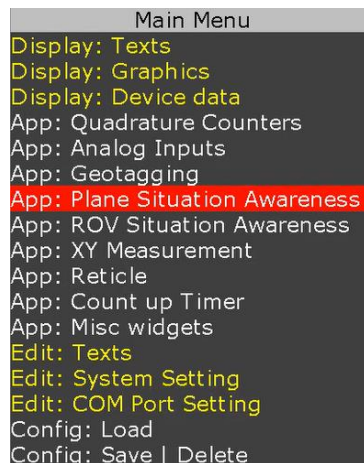 Main Menu
Display: Texts
Display: Graphics
Display: Device data
App: Quadrature Counters
App: Analog Inputs
App: Geotagging
App: Plane Situation Awareness
App: ROV Situation Awareness
App: XY Measurement
App: Reticle
App: Count up Timer
App: Misc widgets
Edit: Texts
Edit: System Setting
Edit: COM Port Setting
Config: Load
Config: Save | Delete